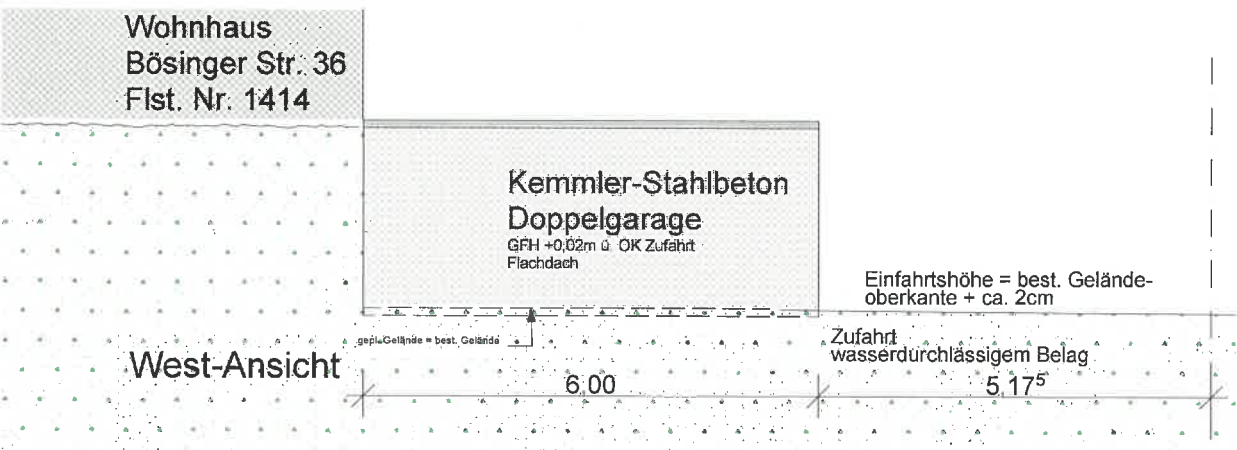 Wohnhaus
Bösinger Str. 36
Flst. Nr. 1414
Kemmler-Stahlbeton
Doppelgarage
GFH +0,02m ü. OK Zufahrt
Flachdach
Einfahrtshöhe = best. Gelände-
oberkante + ca. 2cm
gepl. Gelände = best. Gelände
Zufahrt
wasserdurchlässigem Belag
West-Ansicht
6,00
5,17⁵